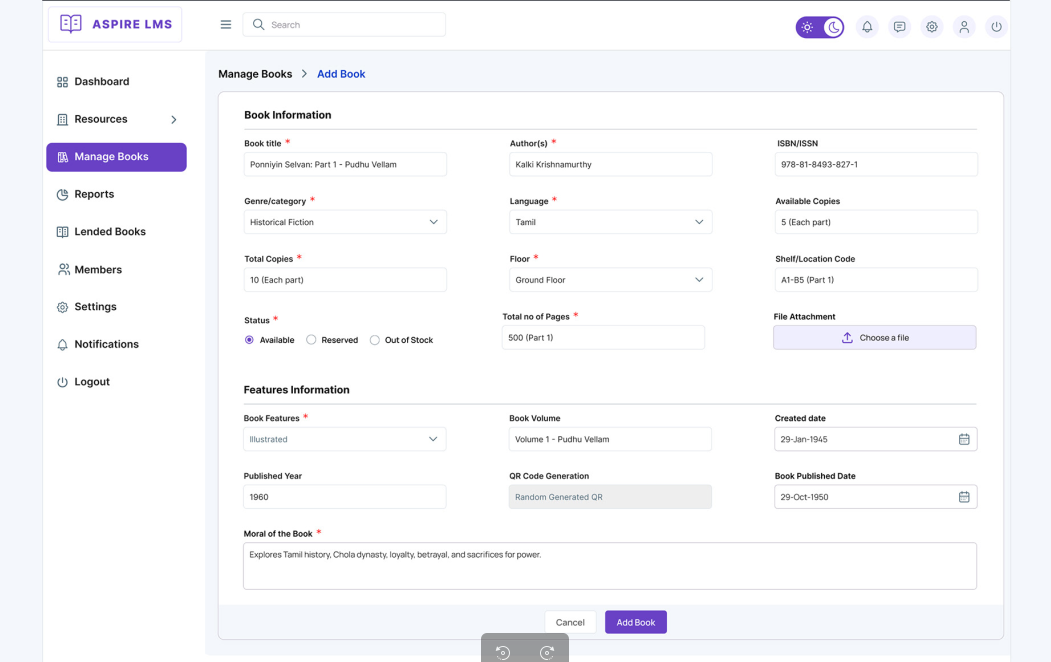 ASPIRE LMS
Search
Dashboard
Resources
Manage Books
Reports
Lended Books
Members
Settings
Notifications
Logout
Manage Books > Add Book
Book Information
Book title * Author(s) * ISBN/ISSN
Ponniyin Selvan: Part 1 - Pudhu Vellam Kalki Krishnamurthy 978-81-8493-827-1
Genre/category * Language * Available Copies
Historical Fiction Tamil 5 (Each part)
Total Copies * Floor * Shelf/Location Code
10 (Each part) Ground Floor A1-B5 (Part 1)
Status * Total no of Pages * File Attachment
Available Reserved Out of Stock 500 (Part 1) Choose a file
Features Information
Book Features * Book Volume Created date
Illustrated Volume 1 - Pudhu Vellam 29-Jan-1945
Published Year QR Code Generation Book Published Date
1960 Random Generated QR 29-Oct-1950
Moral of the Book *
Explores Tamil history, Chola dynasty, loyalty, betrayal, and sacrifices for power.
Cancel Add Book